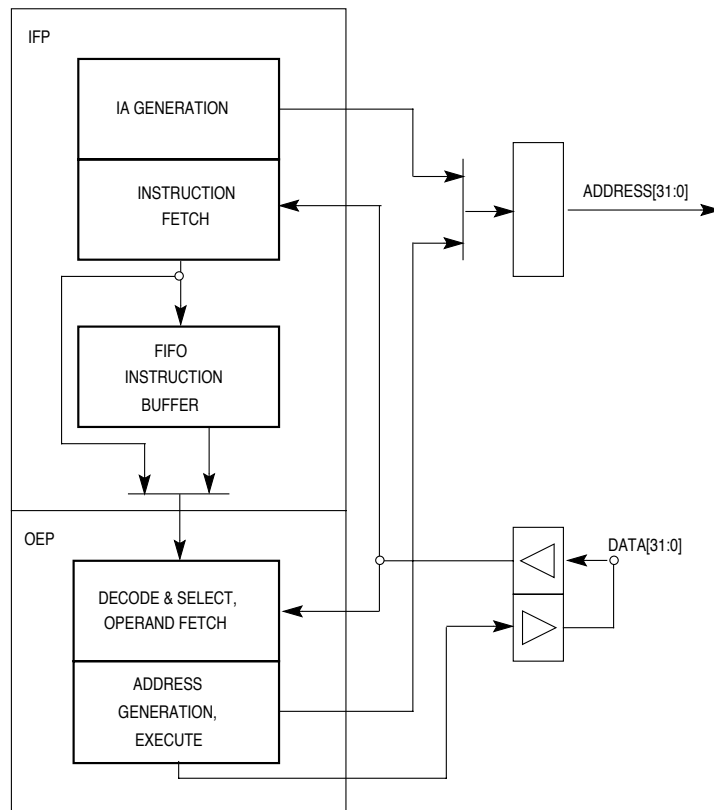 IFP
IA GENERATION
INSTRUCTION
FETCH
ADDRESS[31:0]
FIFO
INSTRUCTION
BUFFER
OEP
DATA[31:0]
DECODE & SELECT,
OPERAND FETCH
ADDRESS
GENERATION,
EXECUTE